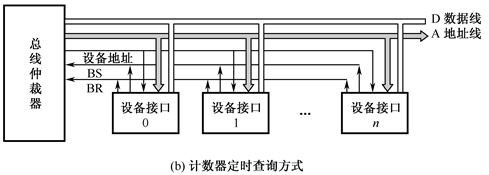 D 数据线
A 地址线
总线仲裁器
设备地址
BS
BR
设备接口
0
设备接口
1
...
设备接口
n
(b) 计数器定时查询方式